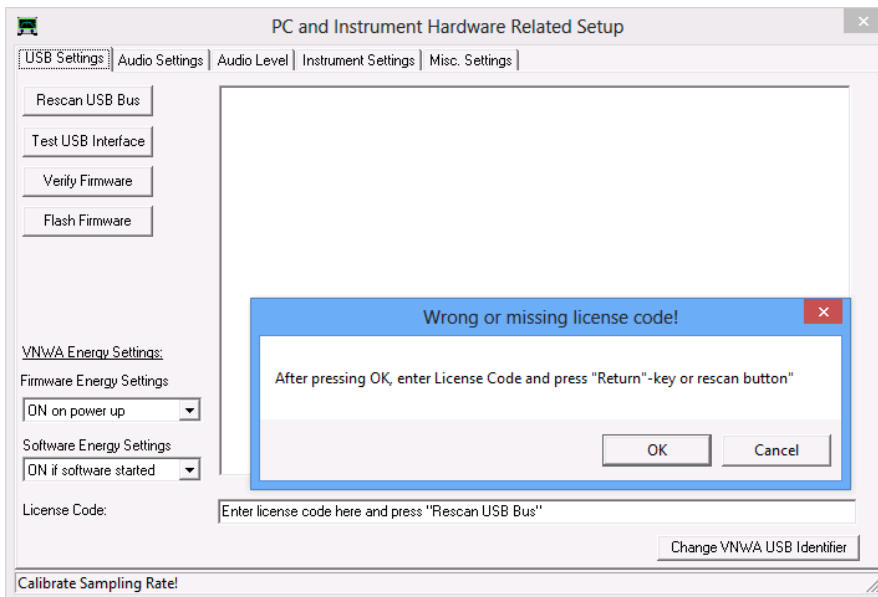 PC and Instrument Hardware Related Setup
USB Settings Audio Settings Audio Level Instrument Settings Misc. Settings
Rescan USB Bus
Test USB Interface
Verify Firmware
Flash Firmware
Wrong or missing license code!
After pressing OK, enter License Code and press "Return"-key or rescan button"
OK Cancel
VNWA Energy Settings:
Firmware Energy Settings
ON on power up
Software Energy Settings
ON if software started
License Code: Enter license code here and press "Rescan USB Bus"
Change VNWA USB Identifier
Calibrate Sampling Rate!